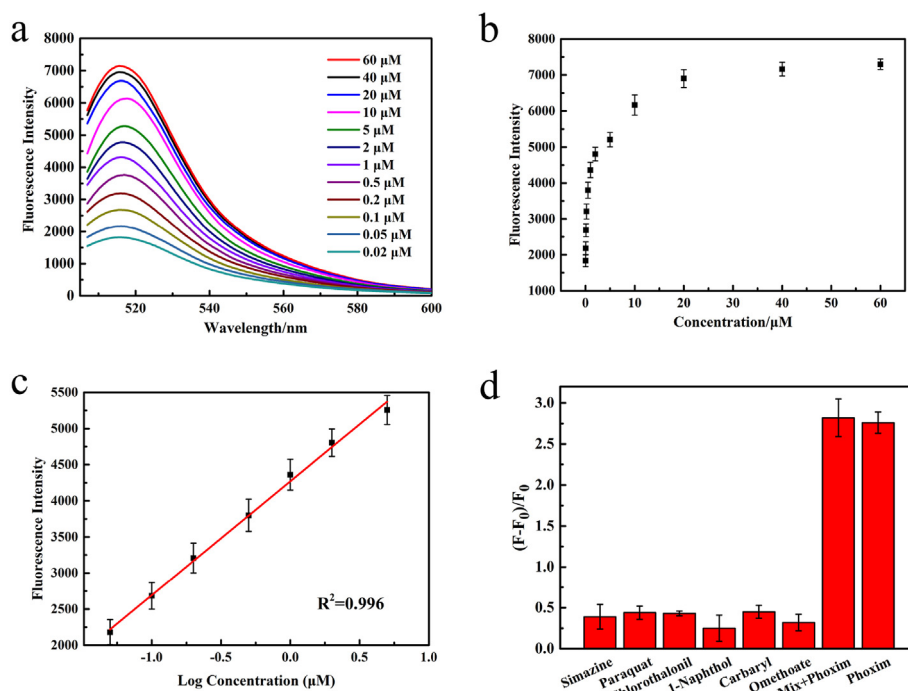 a
8000
7000
6000
5000
4000
3000
2000
1000
0
Fluorescence Intensity
520
540
560
580
600
Wavelength/nm
60 μM
40 μM
20 μM
10 μM
5 μM
2 μM
1 μM
0.5 μM
0.2 μM
0.1 μM
0.05 μM
0.02 μM
b
8000
7000
6000
5000
4000
3000
2000
1000
Fluorescence Intensity
0
10
20
30
40
50
60
Concentration/μM
c
5500
5000
4500
4000
3500
3000
2500
2000
Fluorescence Intensity
-1.0
-0.5
0.0
0.5
1.0
Log Concentration (μM)
R²=0.996
d
3.0
2.5
2.0
1.5
1.0
0.5
0.0
(F-F₀)/F₀
Simazine
Paraquat
Chlorothalonil
1-Naphthol
Carbaryl
Omethoate
Mix+Phoxim
Phoxim